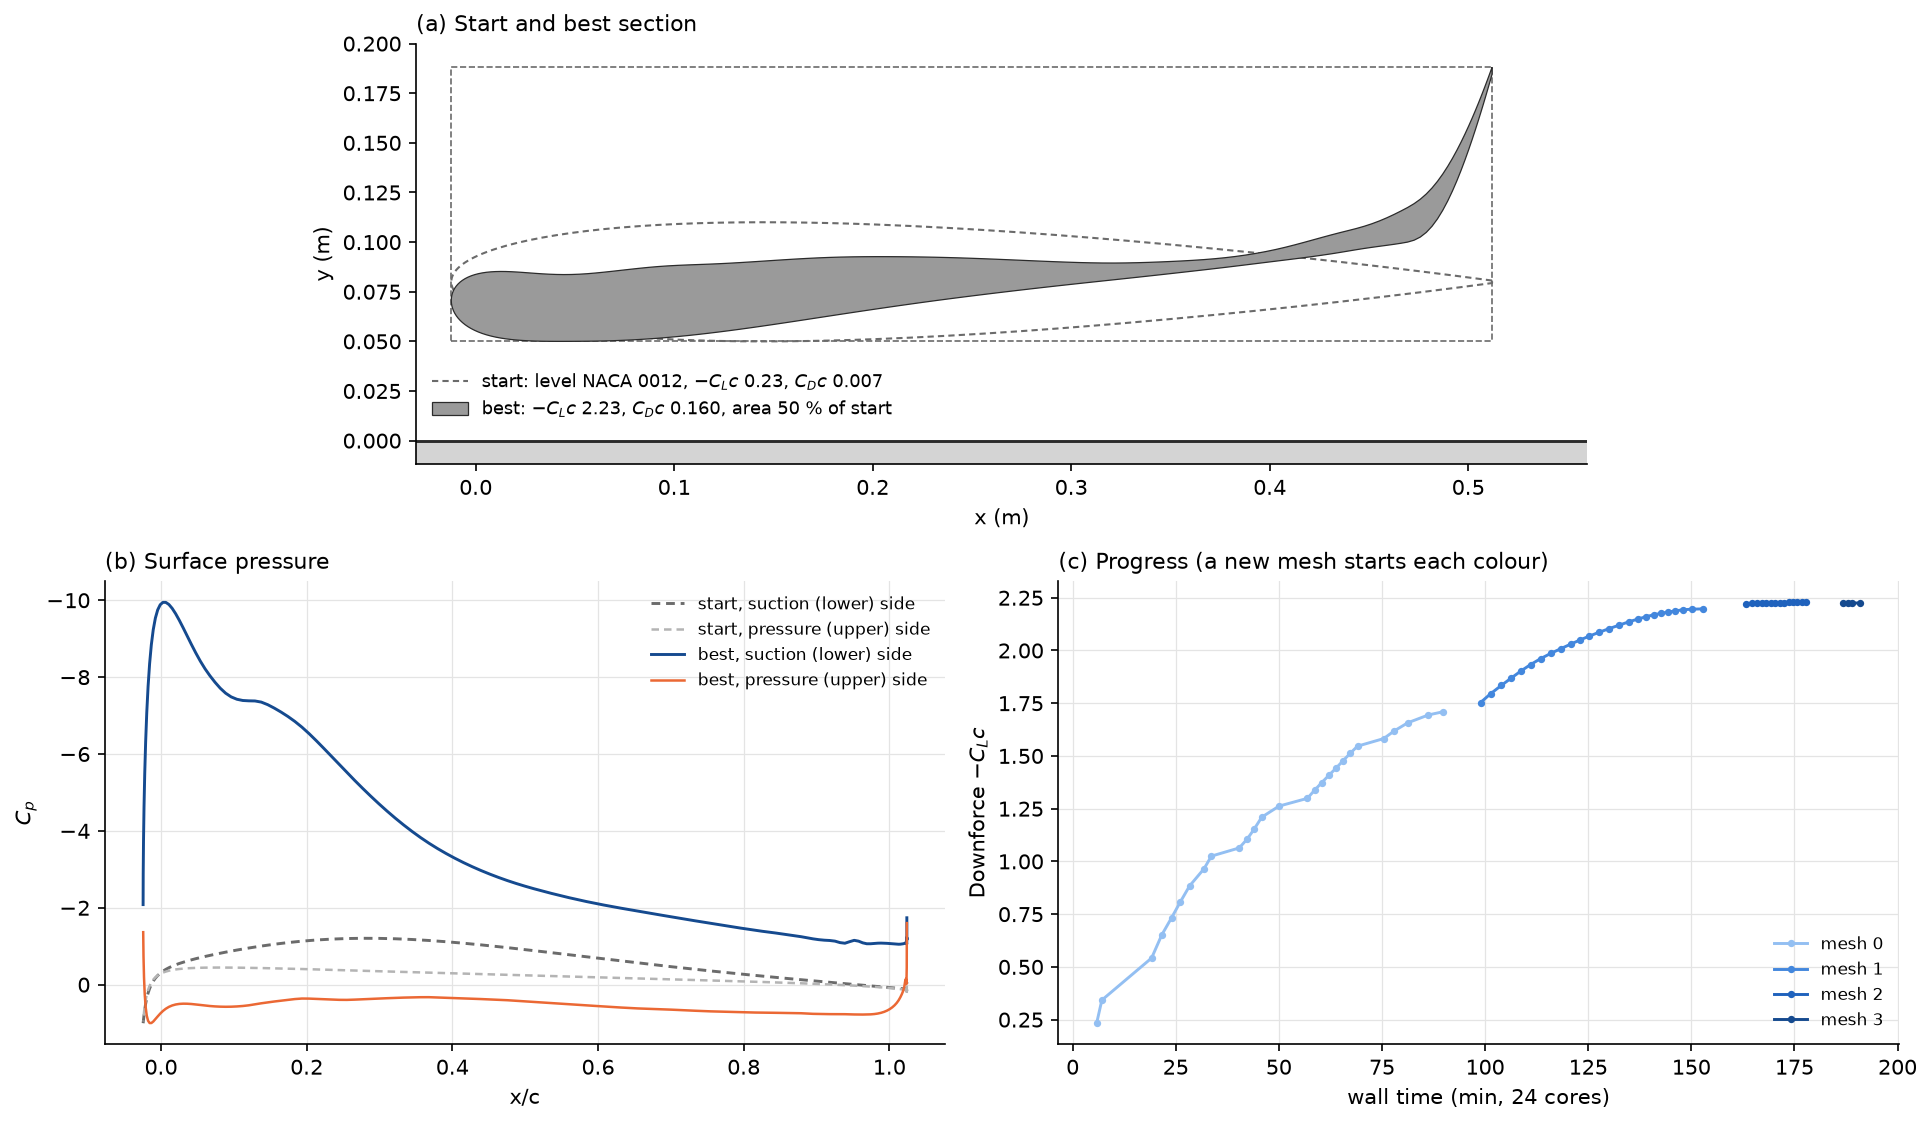 (a) Start and best section
0.200
0.175
0.150
0.125
0.100
0.075
0.050
0.025
0.000
y (m)
start: level NACA 0012, −C_Lc 0.23, C_Dc 0.007
best: −C_Lc 2.23, C_Dc 0.160, area 50 % of start
0.0 0.1 0.2 0.3 0.4 0.5
x (m)
(b) Surface pressure
−10
−8
−6
−4
−2
0
C_p
start, suction (lower) side
start, pressure (upper) side
best, suction (lower) side
best, pressure (upper) side
0.0 0.2 0.4 0.6 0.8 1.0
x/c
(c) Progress (a new mesh starts each colour)
2.25
2.00
1.75
1.50
1.25
1.00
0.75
0.50
0.25
Downforce −C_Lc
mesh 0
mesh 1
mesh 2
mesh 3
0 25 50 75 100 125 150 175 200
wall time (min, 24 cores)